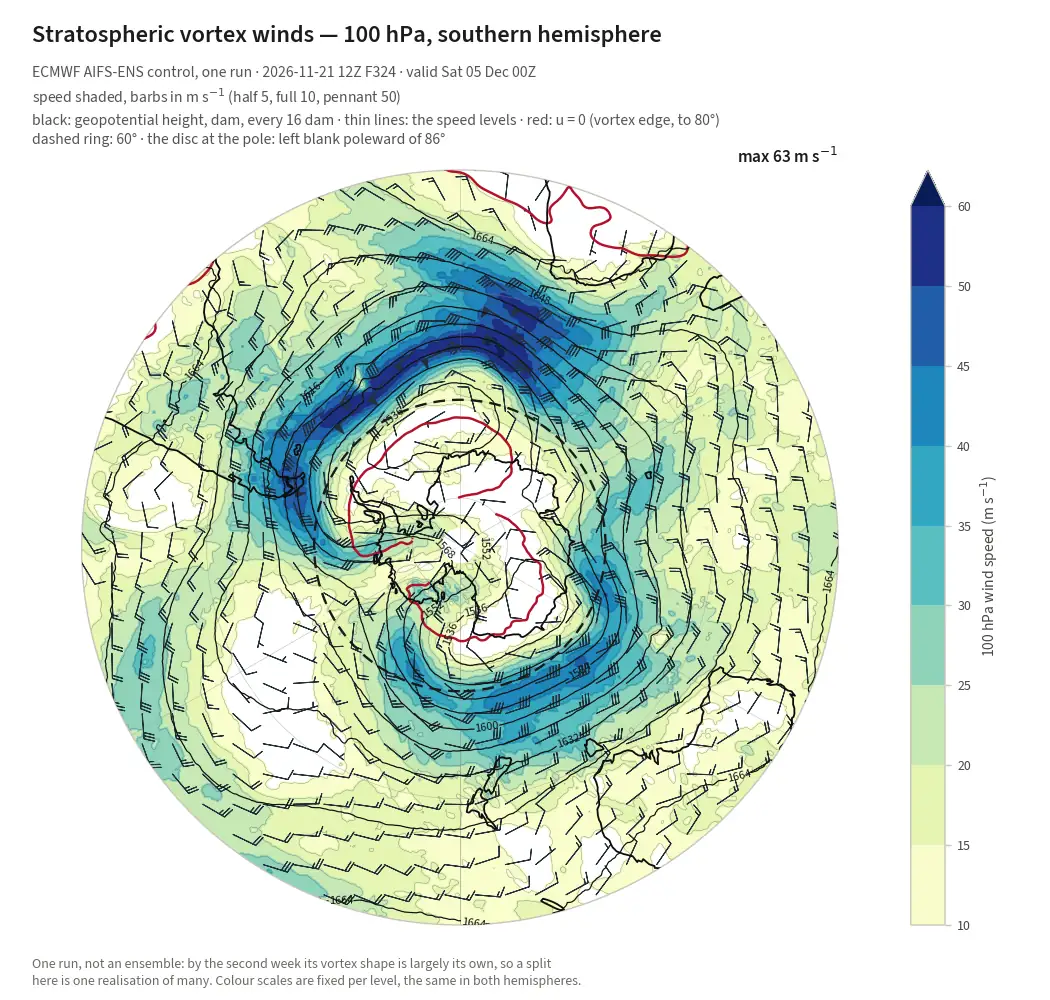 Stratospheric vortex winds — 100 hPa, southern hemisphere
ECMWF AIFS-ENS control, one run · 2026-11-21 12Z F324 · valid Sat 05 Dec 00Z
speed shaded, barbs in m s⁻¹ (half 5, full 10, pennant 50)
black: geopotential height, dam, every 16 dam · thin lines: the speed levels · red: u = 0 (vortex edge, to 80°)
dashed ring: 60° · the disc at the pole: left blank poleward of 86°
max 63 m s⁻¹
60
50
45
40
35
30
25
20
15
10
100 hPa wind speed (m s⁻¹)
1664
1648
1664
1616
1568
1552
1664
1536
1536
1600
1632
1664
1664
1664
One run, not an ensemble: by the second week its vortex shape is largely its own, so a split
here is one realisation of many. Colour scales are fixed per level, the same in both hemispheres.